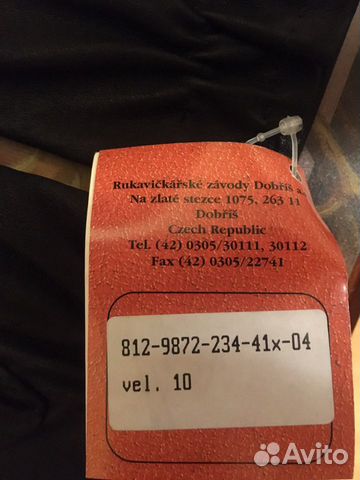 Rukavičkářské závody Dobříš a.
Na zlaté stezce 1075, 263 11
Dobříš
Czech Republic
Tel. (42) 0305/30111, 30112
Fax (42) 0305/22741
812-9872-234-41x-04
vel. 10
Avito